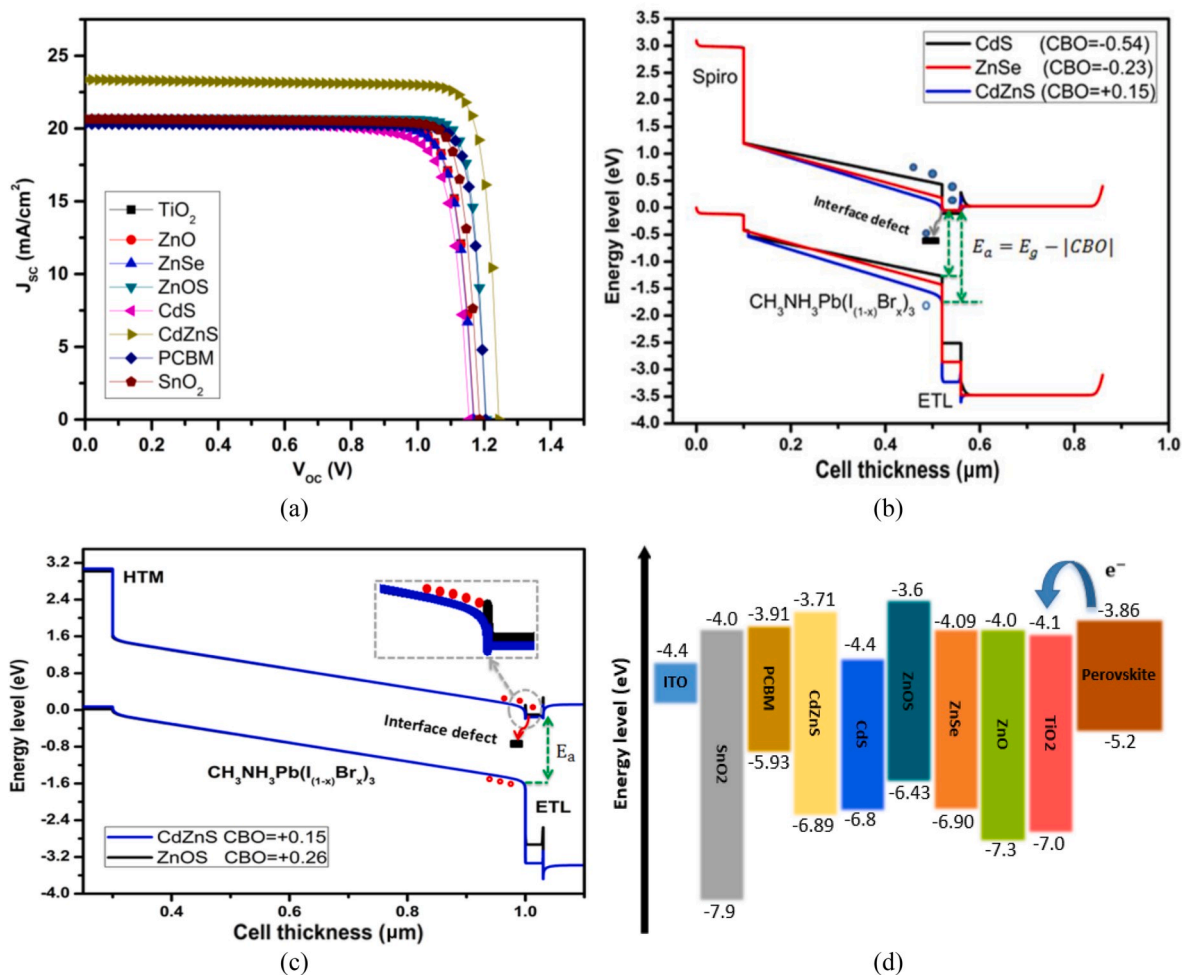 25
20
15
10
5
0
J_SC (mA/cm²)
TiO₂
ZnO
ZnSe
ZnOS
CdS
CdZnS
PCBM
SnO₂
0.0 0.2 0.4 0.6 0.8 1.0 1.2 1.4
V_OC (V)
(a)
3.5
3.0
2.5
2.0
1.5
1.0
0.5
0.0
-0.5
-1.0
-1.5
-2.0
-2.5
-3.0
-3.5
-4.0
Energy level (eV)
Spiro
CdS (CBO=-0.54)
ZnSe (CBO=-0.23)
CdZnS (CBO=+0.15)
Interface defect
E_a = E_g − |CBO|
CH₃NH₃Pb(I₍₁₋ₓ₎Brₓ)₃
ETL
0.0 0.2 0.4 0.6 0.8 1.0
Cell thickness (µm)
(b)
3.2
2.4
1.6
0.8
0.0
-0.8
-1.6
-2.4
-3.2
-4.0
Energy level (eV)
HTM
Interface defect
E_a
CH₃NH₃Pb(I₍₁₋ₓ₎Brₓ)₃
ETL
CdZnS CBO=+0.15
ZnOS CBO=+0.26
0.4 0.6 0.8 1.0
Cell thickness (µm)
(c)
Energy level (eV)
e⁻
-4.4
ITO
-4.0
SnO2
-7.9
-3.91
PCBM
-5.93
-3.71
CdZnS
-6.89
-4.4
CdS
-6.8
-3.6
ZnOS
-6.43
-4.09
ZnSe
-6.90
-4.0
ZnO
-7.3
-4.1
TiO2
-7.0
-3.86
Perovskite
-5.2
(d)